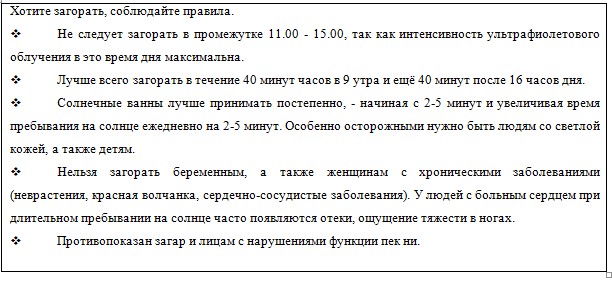 Хотите загорать, соблюдайте правила.
❖ Не следует загорать в промежутке 11.00 - 15.00, так как интенсивность ультрафиолетового
облучения в это время дня максимальна.
❖ Лучше всего загорать в течение 40 минут часов в 9 утра и ещё 40 минут после 16 часов дня.
❖ Солнечные ванны лучше принимать постепенно, - начиная с 2-5 минут и увеличивая время
пребывания на солнце ежедневно на 2-5 минут. Особенно осторожными нужно быть людям со светлой
кожей, а также детям.
❖ Нельзя загорать беременным, а также женщинам с хроническими заболеваниями
(неврастения, красная волчанка, сердечно-сосудистые заболевания). У людей с больным сердцем при
длительном пребывании на солнце часто появляются отеки, ощущение тяжести в ногах.
❖ Противопоказан загар и лицам с нарушениями функции пек ни.